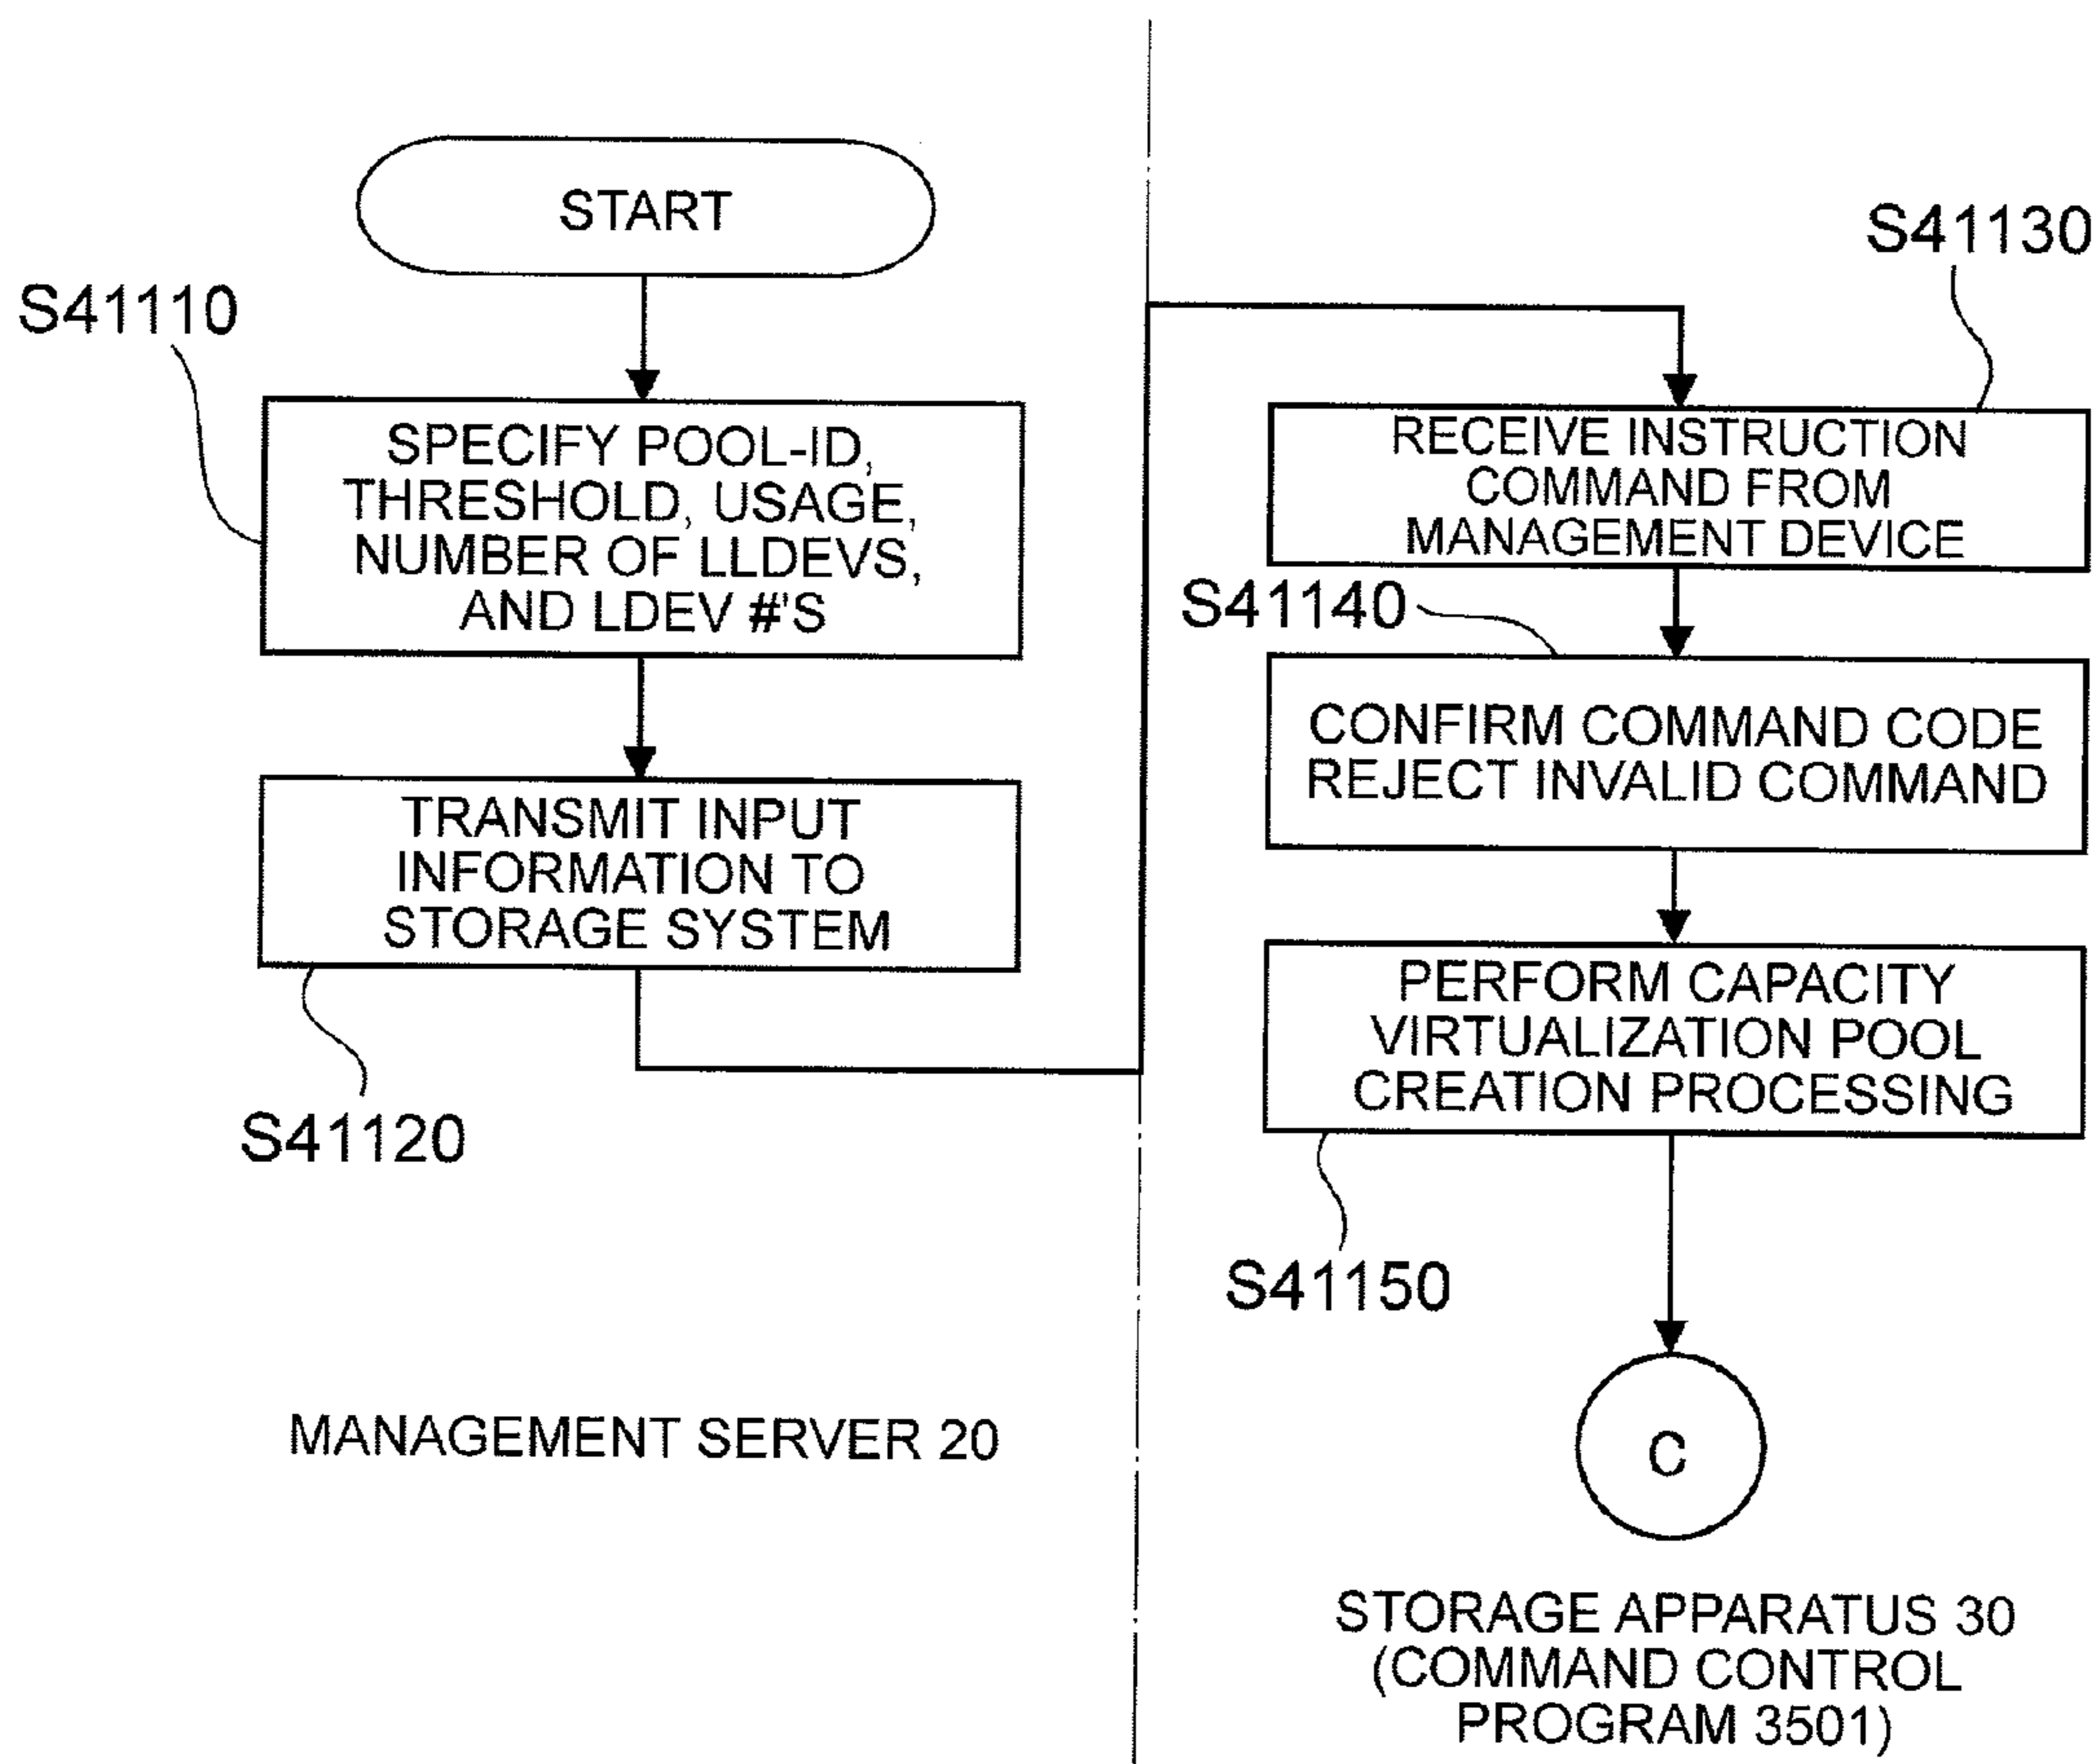 START
S41110
SPECIFY POOL-ID,
THRESHOLD, USAGE,
NUMBER OF LLDEVS,
AND LDEV #'S
TRANSMIT INPUT
INFORMATION TO
STORAGE SYSTEM
S41120
MANAGEMENT SERVER 20
S41130
RECEIVE INSTRUCTION
COMMAND FROM
MANAGEMENT DEVICE
S41140
CONFIRM COMMAND CODE
REJECT INVALID COMMAND
PERFORM CAPACITY
VIRTUALIZATION POOL
CREATION PROCESSING
S41150
C
STORAGE APPARATUS 30
(COMMAND CONTROL
PROGRAM 3501)